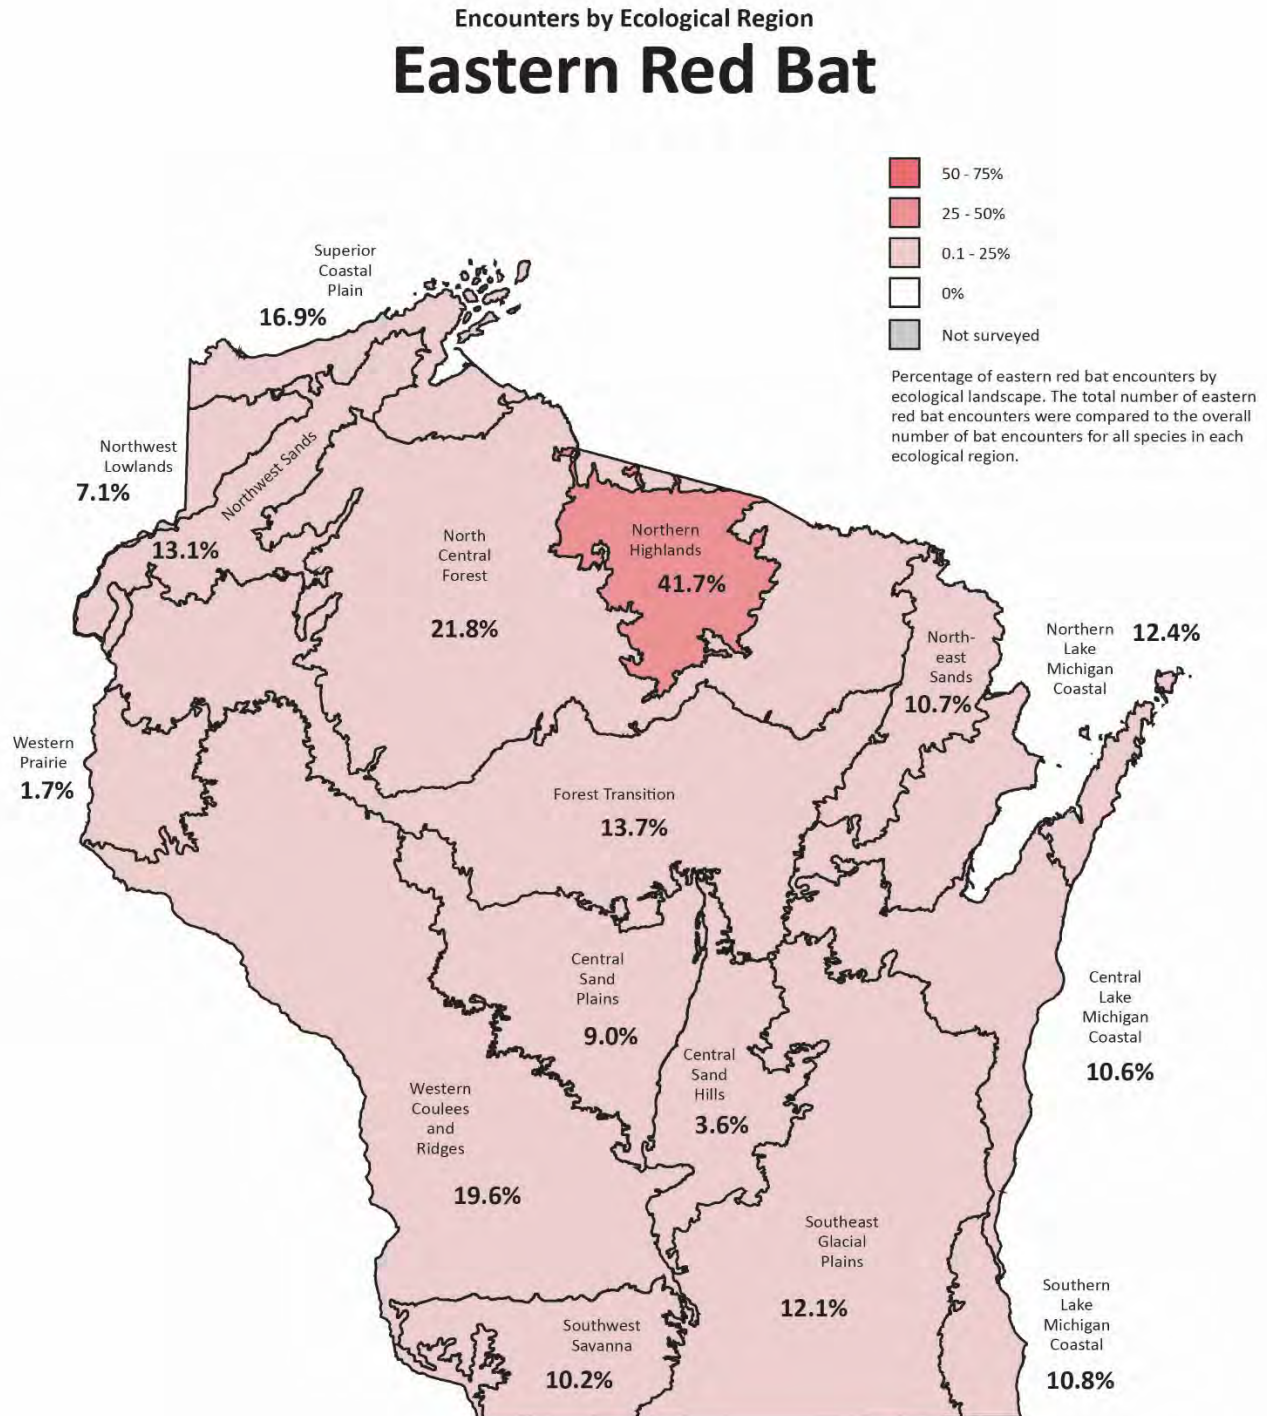 Encounters by Ecological Region
Eastern Red Bat
50 - 75%
25 - 50%
0.1 - 25%
0%
Not surveyed
Percentage of eastern red bat encounters by
ecological landscape. The total number of eastern
red bat encounters were compared to the overall
number of bat encounters for all species in each
ecological region.
Superior
Coastal
Plain
16.9%
Northwest
Lowlands
7.1%
Northwest Sands
13.1%
North
Central
Forest
21.8%
Northern
Highlands
41.7%
North-
east
Sands
10.7%
Northern
Lake
Michigan
Coastal
12.4%
Western
Prairie
1.7%
Forest Transition
13.7%
Central
Sand
Plains
9.0%
Central
Sand
Hills
3.6%
Central
Lake
Michigan
Coastal
10.6%
Western
Coulees
and
Ridges
19.6%
Southeast
Glacial
Plains
12.1%
Southern
Lake
Michigan
Coastal
10.8%
Southwest
Savanna
10.2%